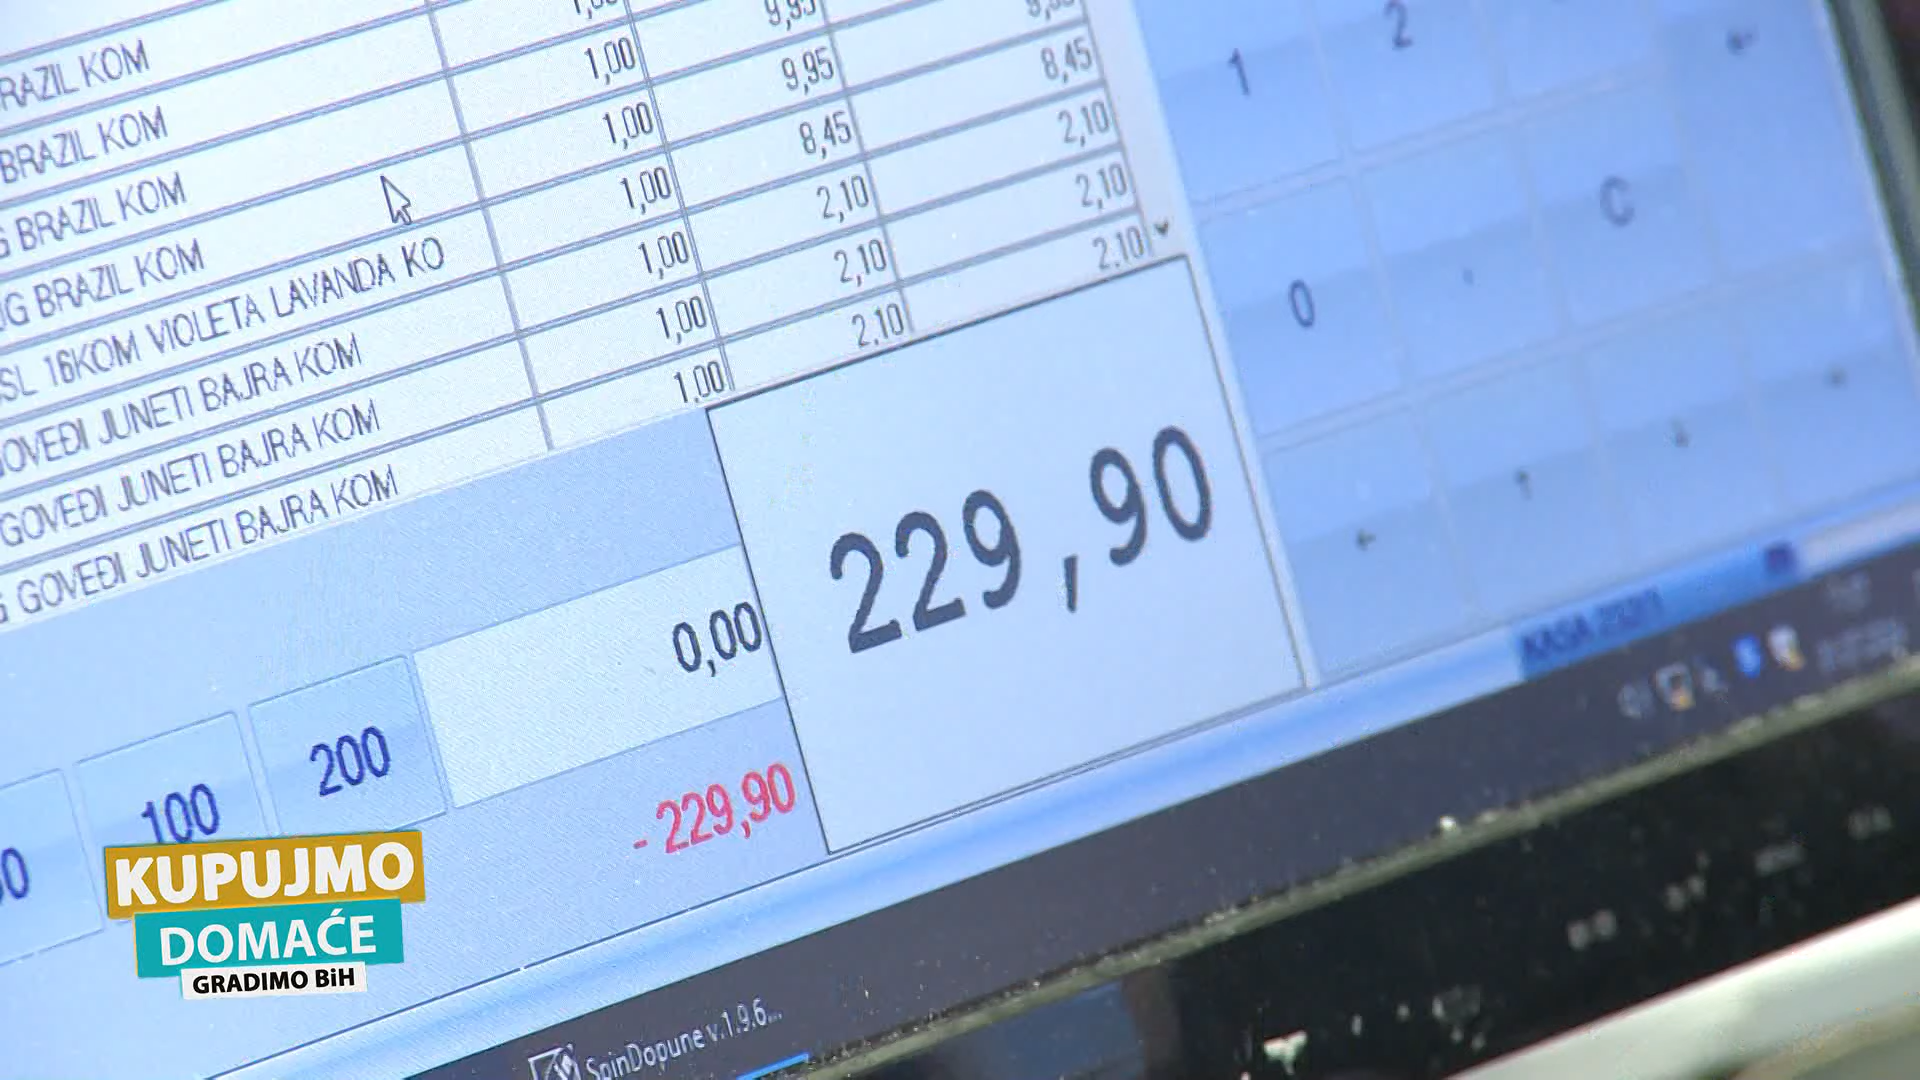 RAZIL KOM 1,00 9,95 8,45
BRAZIL KOM 1,00 8,45 2,10
G BRAZIL KOM 1,00 2,10 2,10
JG BRAZIL KOM 1,00 2,10 2,10
SL 16KOM VIOLETA LAVANDA KO 1,00 2,10
OVEĐI JUNETI BAJRA KOM 1,00
GOVEĐI JUNETI BAJRA KOM
G GOVEĐI JUNETI BAJRA KOM
1 2
0 . C
229,90
0,00
- 229,90
100 200
KASA
KUPUJMO
DOMAĆE
GRADIMO BiH
SpinDopune v.1.9.6...